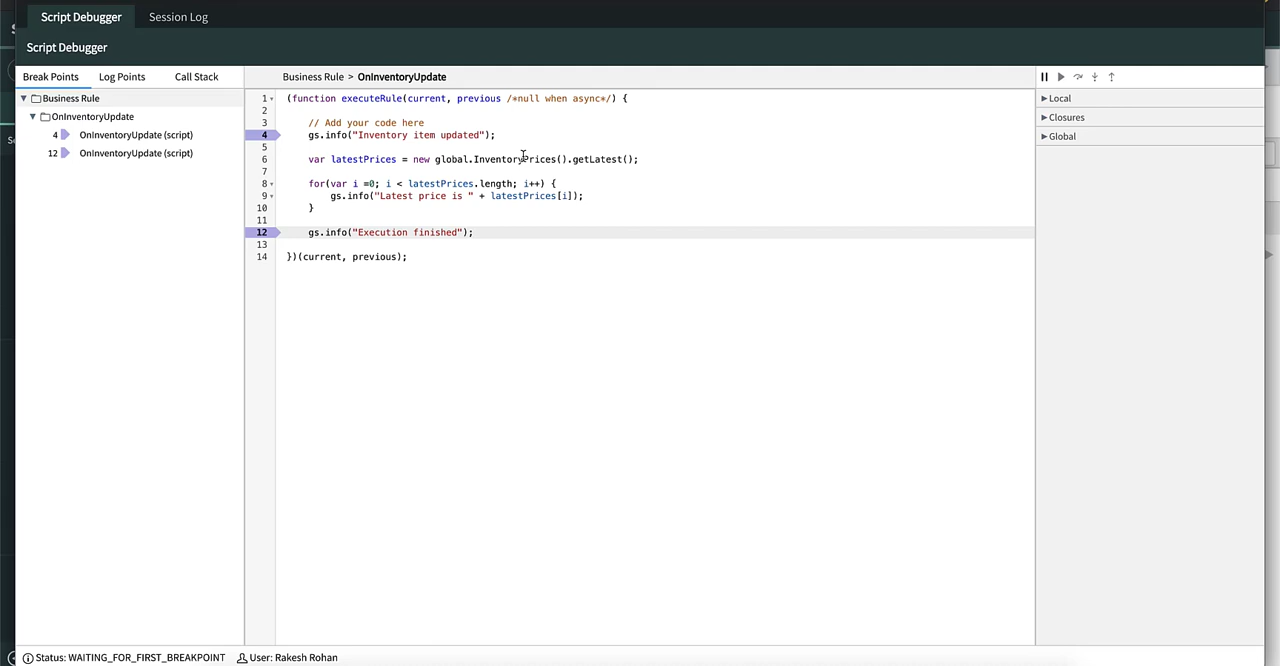 Script Debugger
Session Log
Script Debugger
Break Points
Log Points
Call Stack
Business Rule > OnInventoryUpdate
Business Rule
OnInventoryUpdate
4 OnInventoryUpdate (script)
12 OnInventoryUpdate (script)
1 (function executeRule(current, previous /*null when async*/) {
2
3 // Add your code here
4 gs.info("Inventory item updated");
5
6 var latestPrices = new global.InventoryPrices().getLatest();
7
8 for(var i =0; i < latestPrices.length; i++) {
9 gs.info("Latest price is " + latestPrices[i]);
10 }
11
12 gs.info("Execution finished");
13
14 })(current, previous);
Local
Closures
Global
Status: WAITING_FOR_FIRST_BREAKPOINT
User: Rakesh Rohan